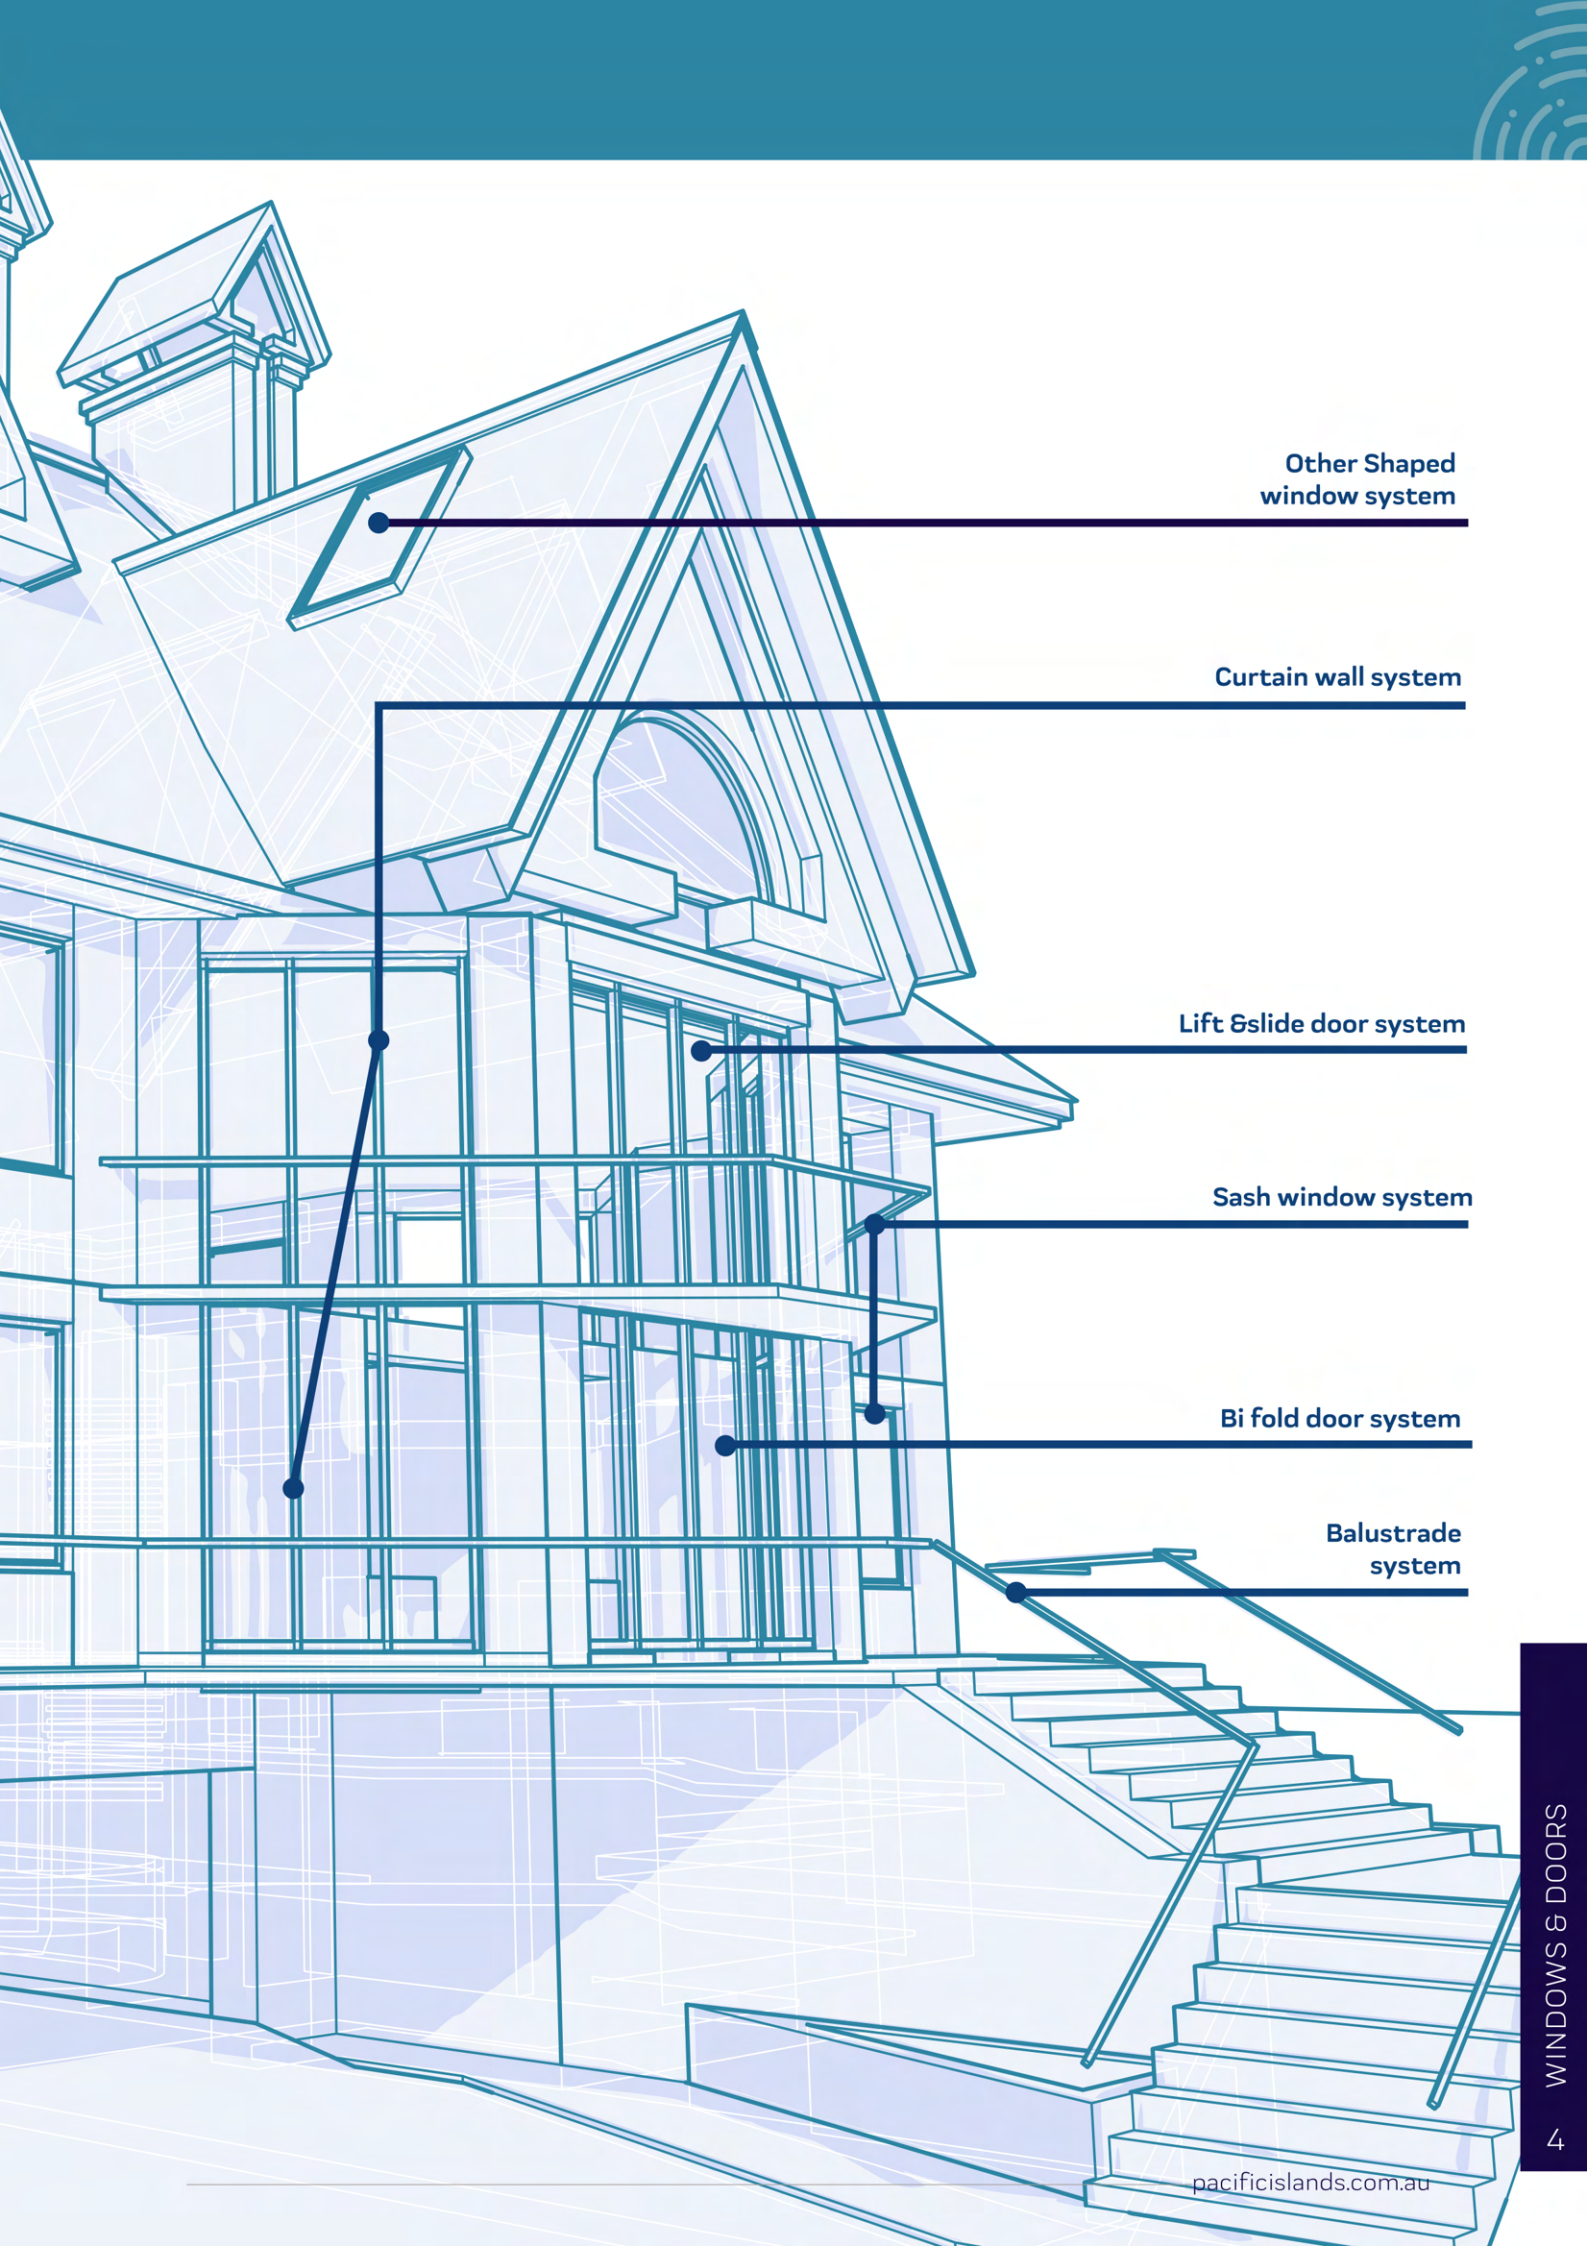 Other Shaped
window system
Curtain wall system
Lift &slide door system
Sash window system
Bi fold door system
Balustrade
system
WINDOWS & DOORS
4
pacificislands.com.au